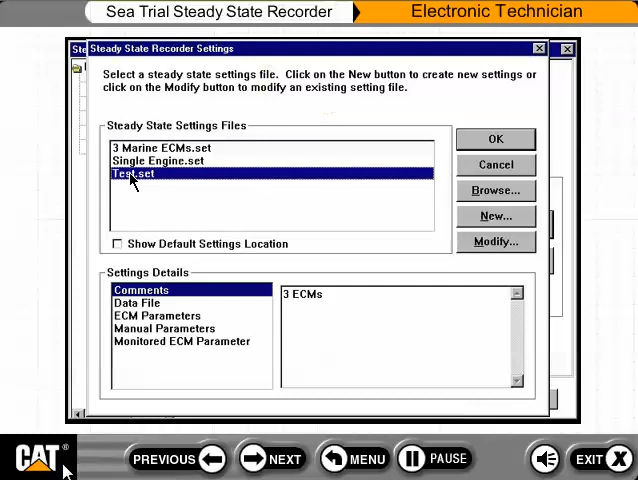 Sea Trial Steady State Recorder
Electronic Technician
Ste
Steady State Recorder Settings
Select a steady state settings file. Click on the New button to create new settings or
click on the Modify button to modify an existing setting file.
Steady State Settings Files
3 Marine ECMs.set
Single Engine.set
Test.set
Show Default Settings Location
OK
Cancel
Browse...
New...
Modify...
Settings Details
Comments
Data File
ECM Parameters
Manual Parameters
Monitored ECM Parameter
3 ECMs
CAT®
PREVIOUS
NEXT
MENU
PAUSE
EXIT X